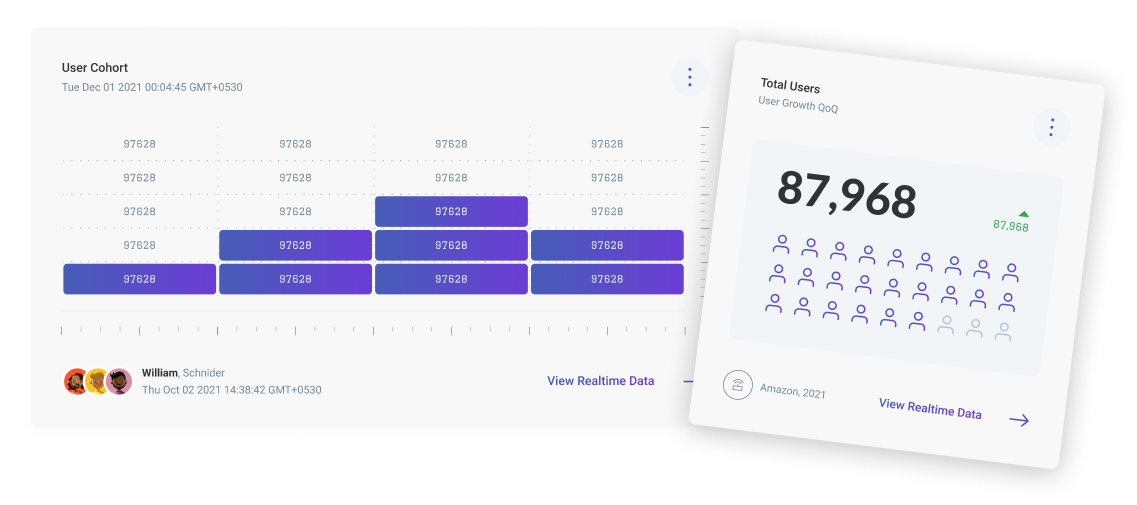 User Cohort
Tue Dec 01 2021 00:04:45 GMT+0530
97628 97628 97628 97628
97628 97628 97628 97628
97628 97628 97628 97628
97628 97628 97628 97628
97628 97628 97628 97628
William, Schnider
Thu Oct 02 2021 14:38:42 GMT+0530
View Realtime Data
Total Users
User Growth QoQ
87,968
87,968
Amazon, 2021
View Realtime Data